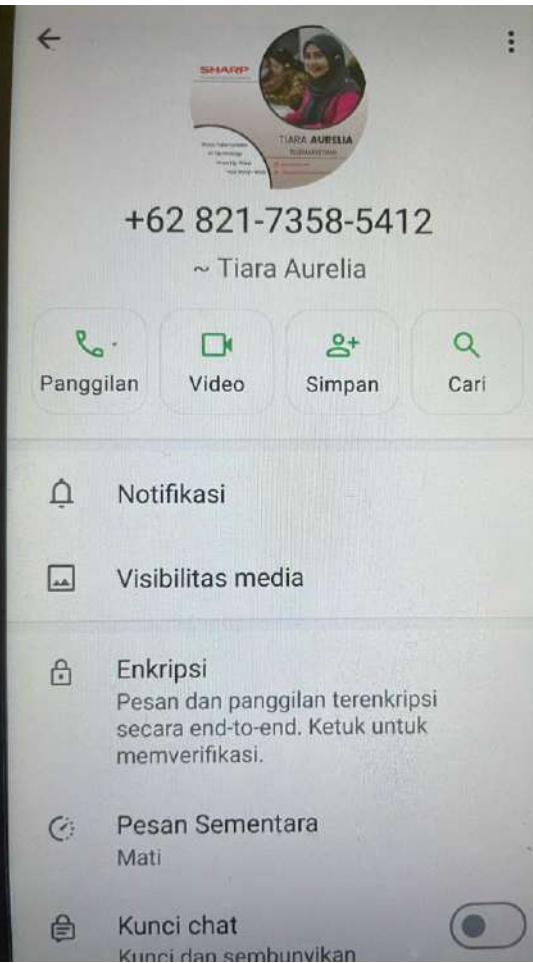 SHARP
TIARA AURELIA
+62 821-7358-5412
~ Tiara Aurelia
Panggilan
Video
Simpan
Cari
Notifikasi
Visibilitas media
Enkripsi
Pesan dan panggilan terenkripsi
secara end-to-end. Ketuk untuk
memverifikasi.
Pesan Sementara
Mati
Kunci chat
Kunci dan sembunyikan